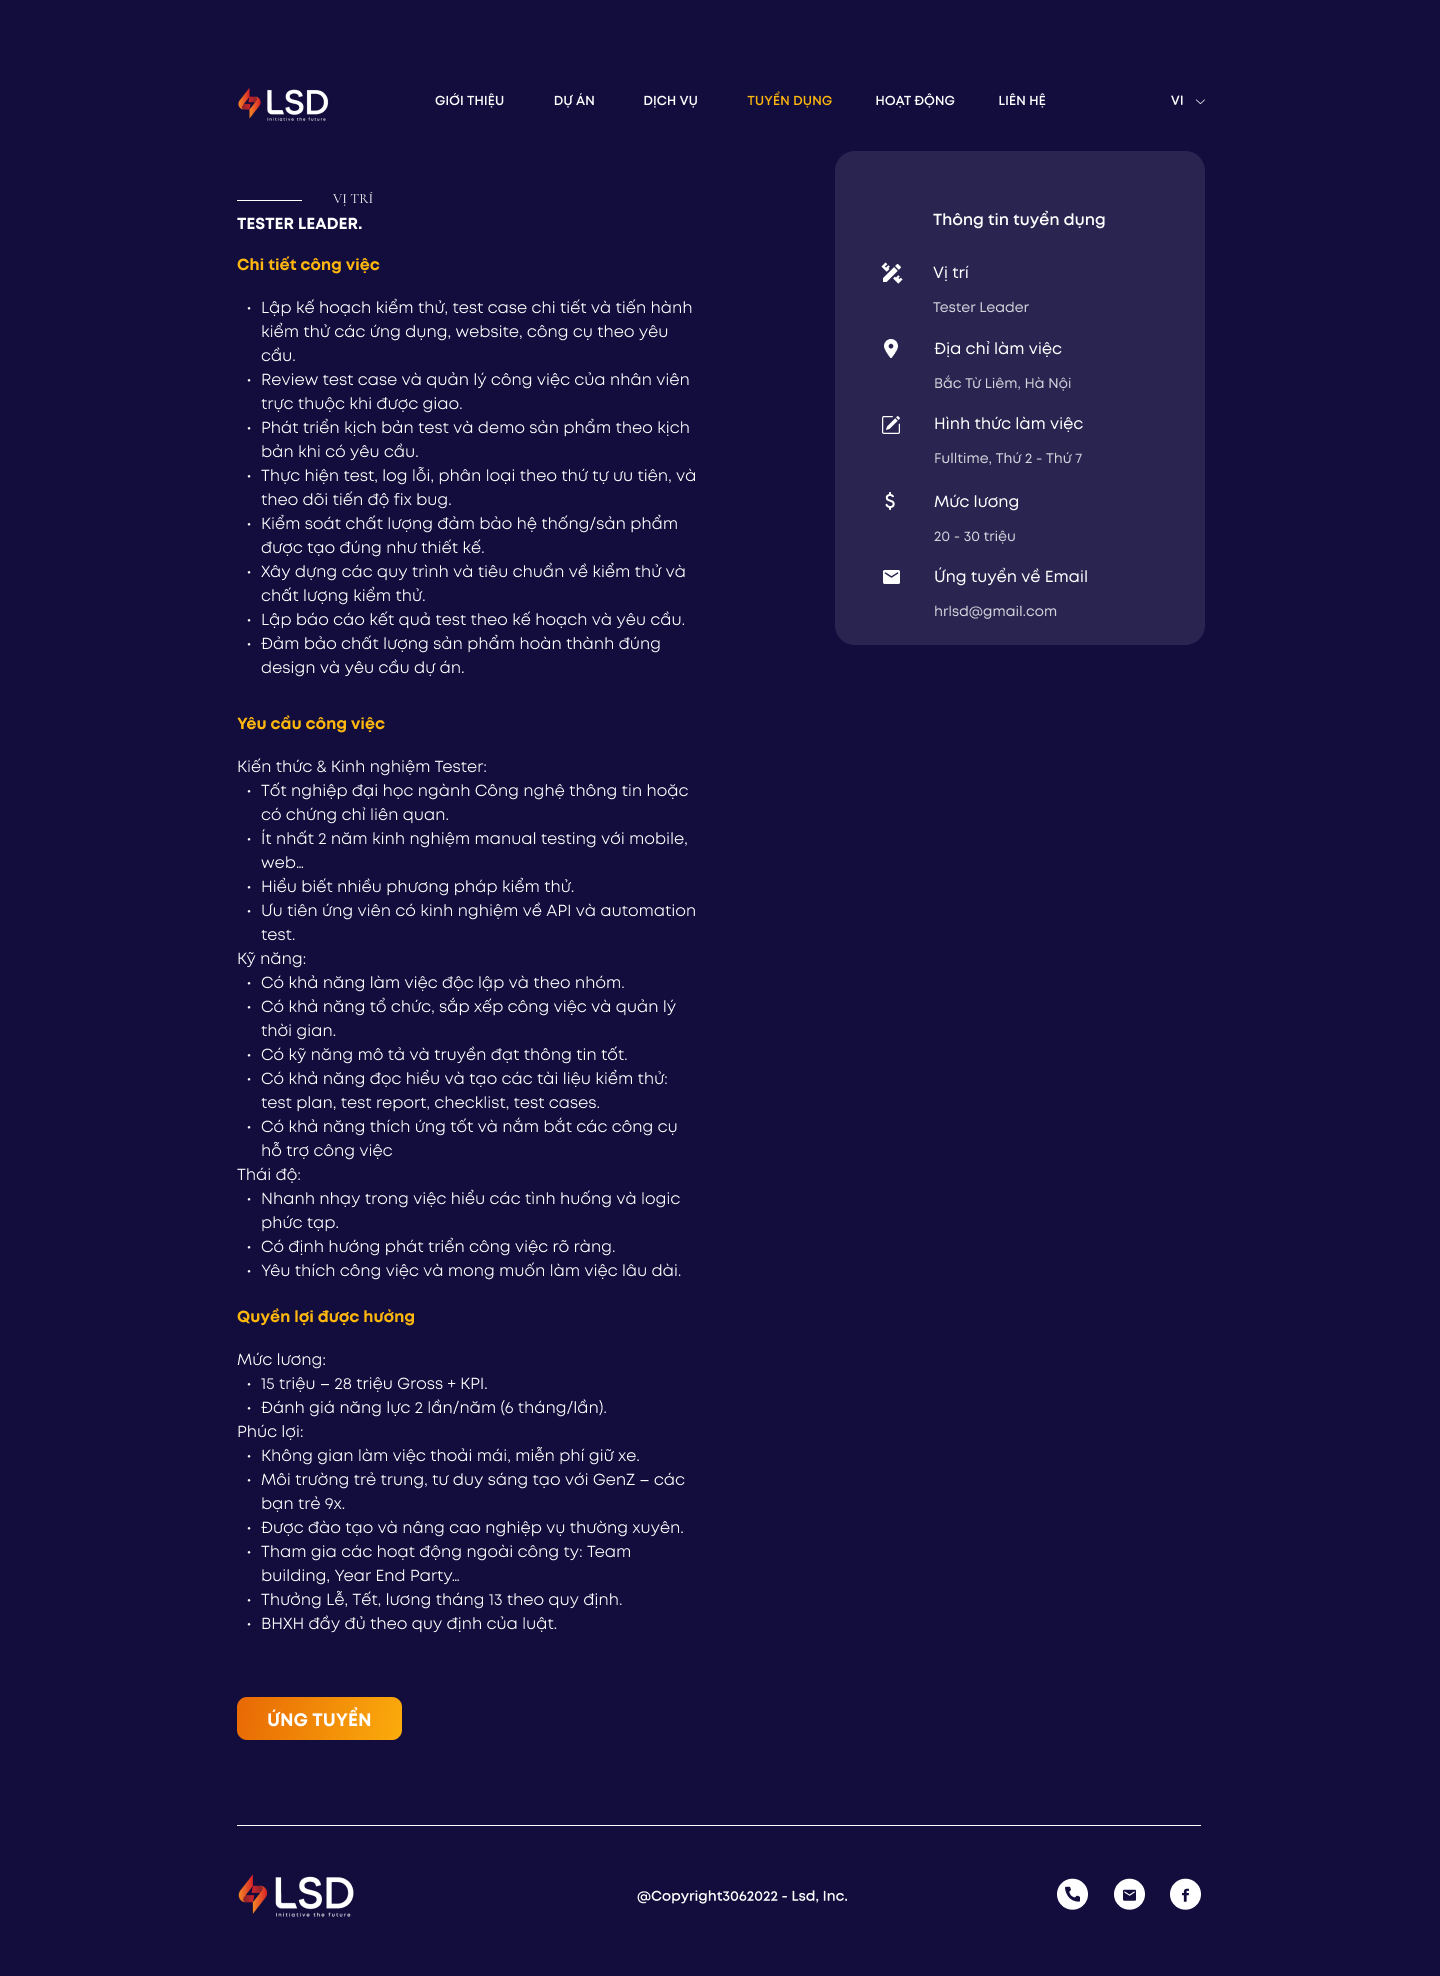 LSD
Initiative the future
GIỚI THIỆU
DỰ ÁN
DỊCH VỤ
TUYỂN DỤNG
HOẠT ĐỘNG
LIÊN HỆ
VI
VỊ TRÍ
TESTER LEADER.
Chi tiết công việc
• Lập kế hoạch kiểm thử, test case chi tiết và tiến hành
kiểm thử các ứng dụng, website, công cụ theo yêu
cầu.
• Review test case và quản lý công việc của nhân viên
trực thuộc khi được giao.
• Phát triển kịch bản test và demo sản phẩm theo kịch
bản khi có yêu cầu.
• Thực hiện test, log lỗi, phân loại theo thứ tự ưu tiên, và
theo dõi tiến độ fix bug.
• Kiểm soát chất lượng đảm bảo hệ thống/sản phẩm
được tạo đúng như thiết kế.
• Xây dựng các quy trình và tiêu chuẩn về kiểm thử và
chất lượng kiểm thử.
• Lập báo cáo kết quả test theo kế hoạch và yêu cầu.
• Đảm bảo chất lượng sản phẩm hoàn thành đúng
design và yêu cầu dự án.
Yêu cầu công việc
Kiến thức & Kinh nghiệm Tester:
• Tốt nghiệp đại học ngành Công nghệ thông tin hoặc
có chứng chỉ liên quan.
• Ít nhất 2 năm kinh nghiệm manual testing với mobile,
web…
• Hiểu biết nhiều phương pháp kiểm thử.
• Ưu tiên ứng viên có kinh nghiệm về API và automation
test.
Kỹ năng:
• Có khả năng làm việc độc lập và theo nhóm.
• Có khả năng tổ chức, sắp xếp công việc và quản lý
thời gian.
• Có kỹ năng mô tả và truyền đạt thông tin tốt.
• Có khả năng đọc hiểu và tạo các tài liệu kiểm thử:
test plan, test report, checklist, test cases.
• Có khả năng thích ứng tốt và nắm bắt các công cụ
hỗ trợ công việc
Thái độ:
• Nhanh nhạy trong việc hiểu các tình huống và logic
phức tạp.
• Có định hướng phát triển công việc rõ ràng.
• Yêu thích công việc và mong muốn làm việc lâu dài.
Quyền lợi được hưởng
Mức lương:
• 15 triệu – 28 triệu Gross + KPI.
• Đánh giá năng lực 2 lần/năm (6 tháng/lần).
Phúc lợi:
• Không gian làm việc thoải mái, miễn phí giữ xe.
• Môi trường trẻ trung, tư duy sáng tạo với GenZ – các
bạn trẻ 9x.
• Được đào tạo và nâng cao nghiệp vụ thường xuyên.
• Tham gia các hoạt động ngoài công ty: Team
building, Year End Party…
• Thưởng Lễ, Tết, lương tháng 13 theo quy định.
• BHXH đầy đủ theo quy định của luật.
ỨNG TUYỂN
Thông tin tuyển dụng
Vị trí
Tester Leader
Địa chỉ làm việc
Bắc Từ Liêm, Hà Nội
Hình thức làm việc
Fulltime, Thứ 2 - Thứ 7
Mức lương
20 - 30 triệu
Ứng tuyển về Email
hrlsd@gmail.com
LSD
Initiative the future
@Copyright3062022 - Lsd, Inc.